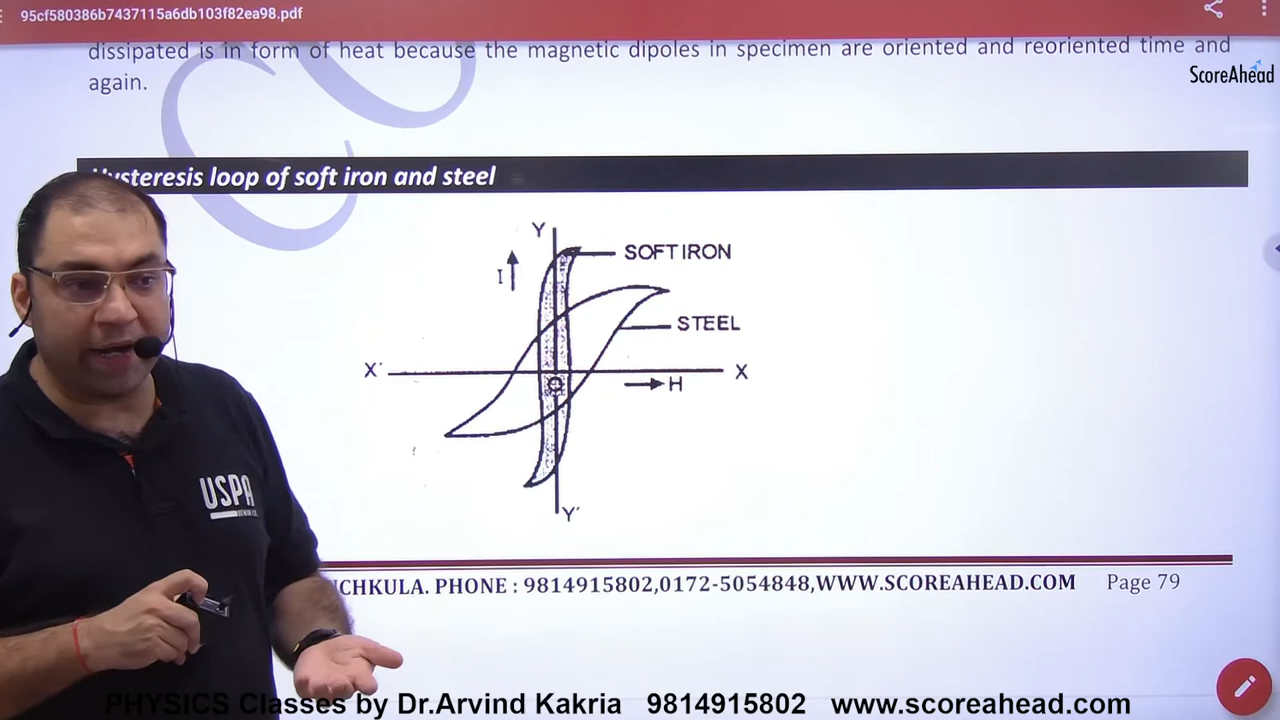 95cf580386b7437115a6db103f82ea98.pdf
dissipated is in form of heat because the magnetic dipoles in specimen are oriented and reoriented time and
again.
ScoreAhead
Hysteresis loop of soft iron and steel
Y
SOFT IRON
I
STEEL
X'
X
O
H
Y'
USPA
CHKULA. PHONE : 9814915802,0172-5054848,WWW.SCOREAHEAD.COM Page 79
PHYSICS Classes by Dr.Arvind Kakria 9814915802 www.scoreahead.com